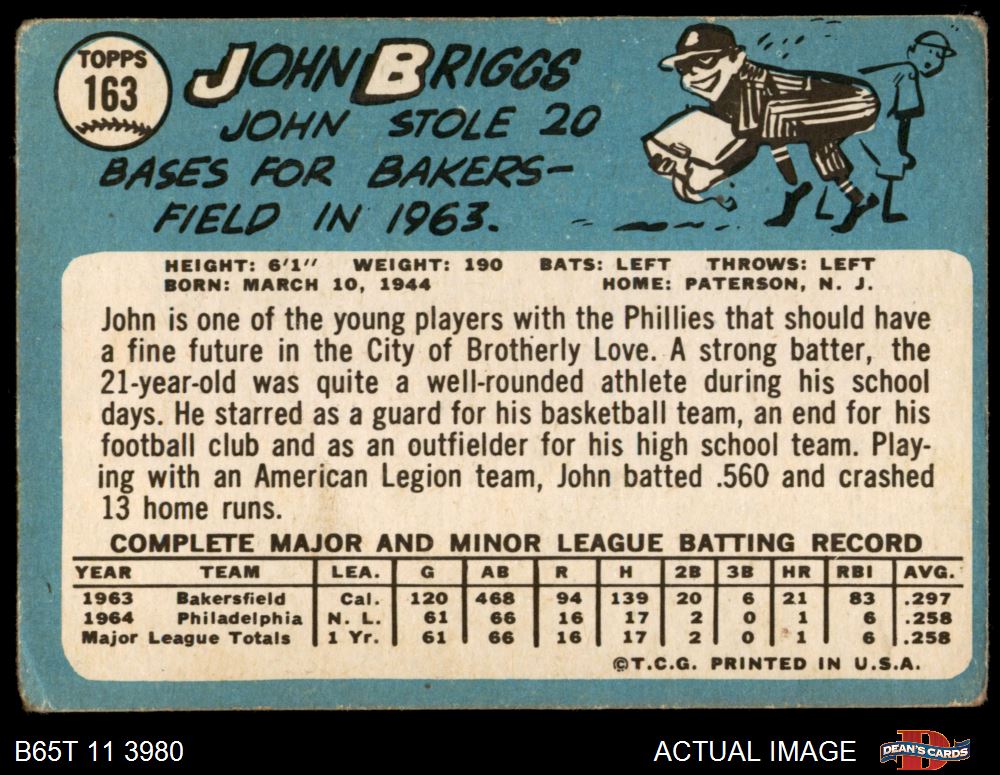 TOPPS
163
JOHN BRIGGS
JOHN STOLE 20
BASES FOR BAKERS-
FIELD IN 1963.
HEIGHT: 6'1" WEIGHT: 190 BATS: LEFT THROWS: LEFT
BORN: MARCH 10, 1944 HOME: PATERSON, N. J.
John is one of the young players with the Phillies that should have
a fine future in the City of Brotherly Love. A strong batter, the
21-year-old was quite a well-rounded athlete during his school
days. He starred as a guard for his basketball team, an end for his
football club and as an outfielder for his high school team. Play-
ing with an American Legion team, John batted .560 and crashed
13 home runs.
COMPLETE MAJOR AND MINOR LEAGUE BATTING RECORD
YEAR TEAM LEA. G AB R H 2B 3B HR RBI AVG.
1963 Bakersfield Cal. 120 468 94 139 20 6 21 83 .297
1964 Philadelphia N. L. 61 66 16 17 2 0 1 6 .258
Major League Totals 1 Yr. 61 66 16 17 2 0 1 6 .258
©T.C.G. PRINTED IN U.S.A.
B65T 11 3980 ACTUAL IMAGE DEAN'S CARDS